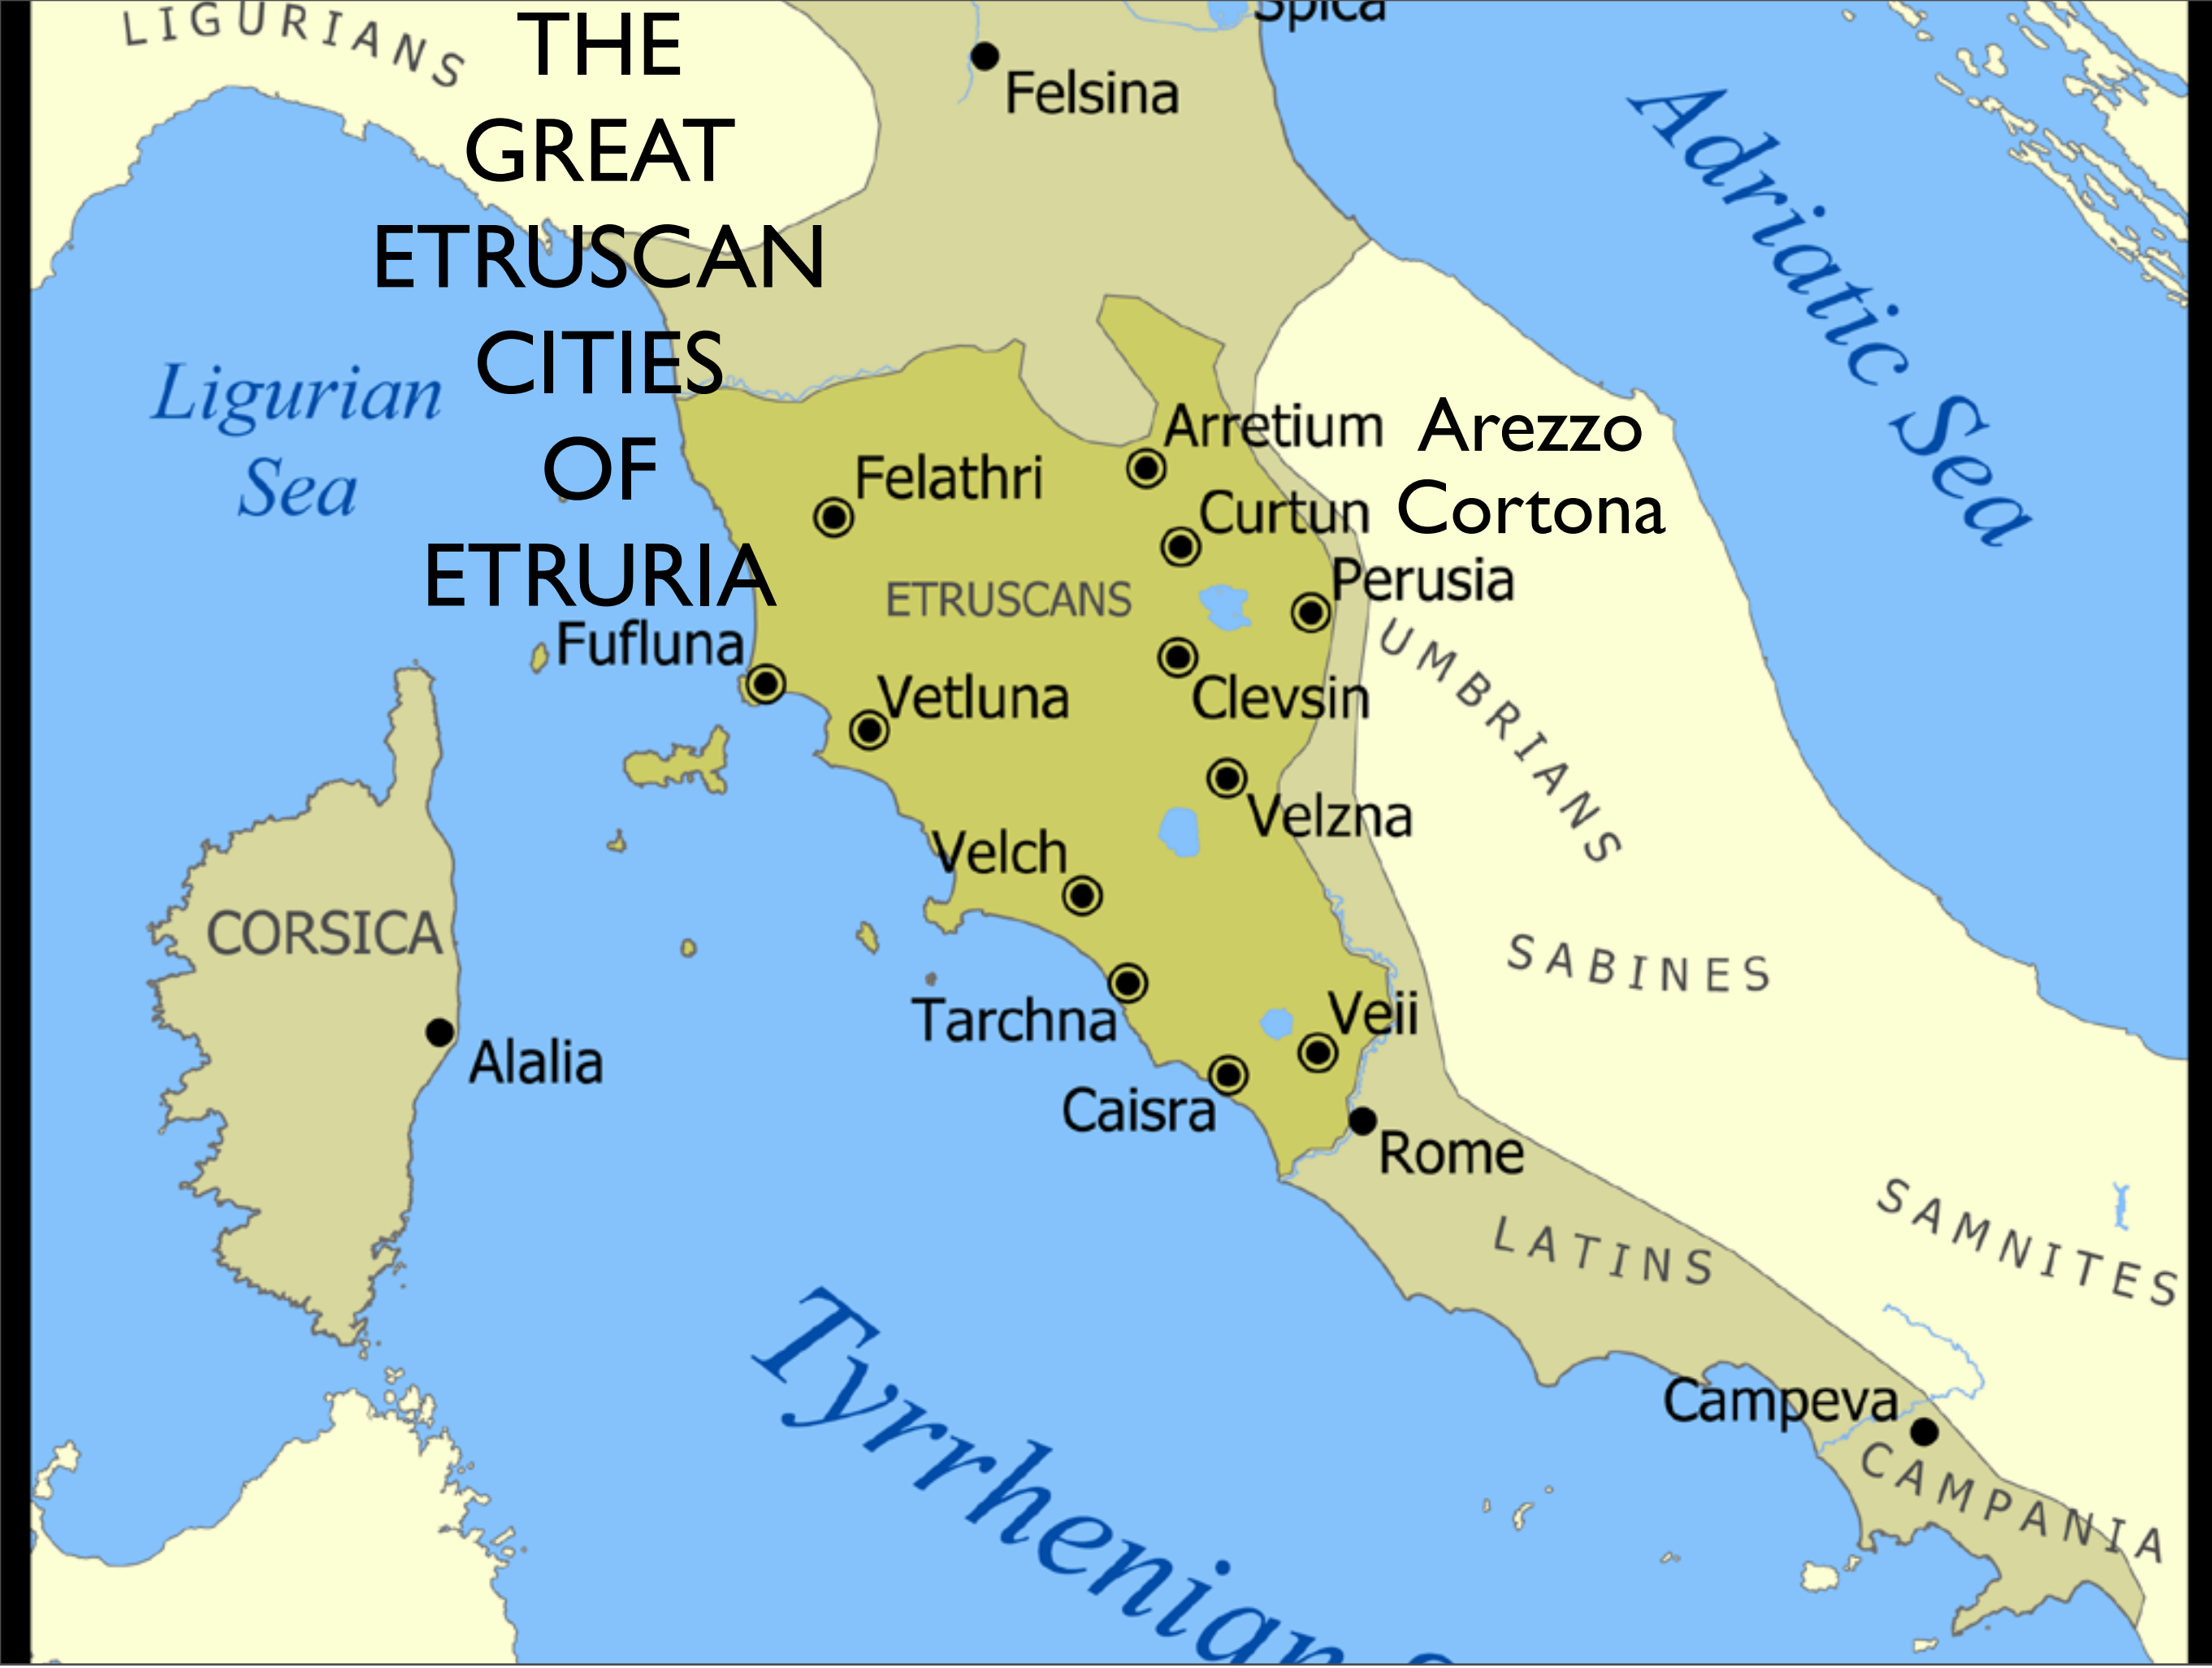 LIGURIANS
THE
GREAT
ETRUSCAN
CITIES
OF
ETRURIA
Spica
Felsina
Adriatic Sea
Ligurian
Sea
Arretium Arezzo
Felathri
Curtun Cortona
ETRUSCANS
Perusia
Fufluna
Vetluna
Clevsin
UMBRIANS
Velzna
Velch
CORSICA
SABINES
Tarchna
Veii
Alalia
Caisra
Rome
LATINS
SAMNITES
Tyrrhenian
Campeva
CAMPANIA